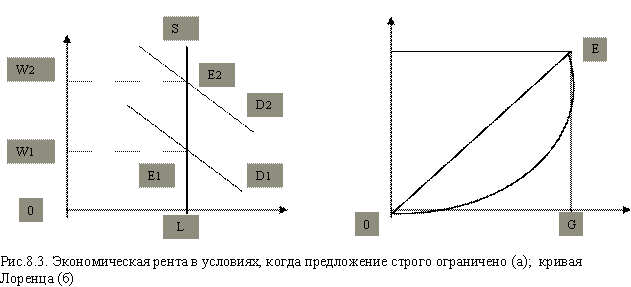 S
W2
E2
D2
W1
E1
D1
0
L
E
0
G
Рис.8.3. Экономическая рента в условиях, когда предложение строго ограничено (а); кривая
Лоренца (б)